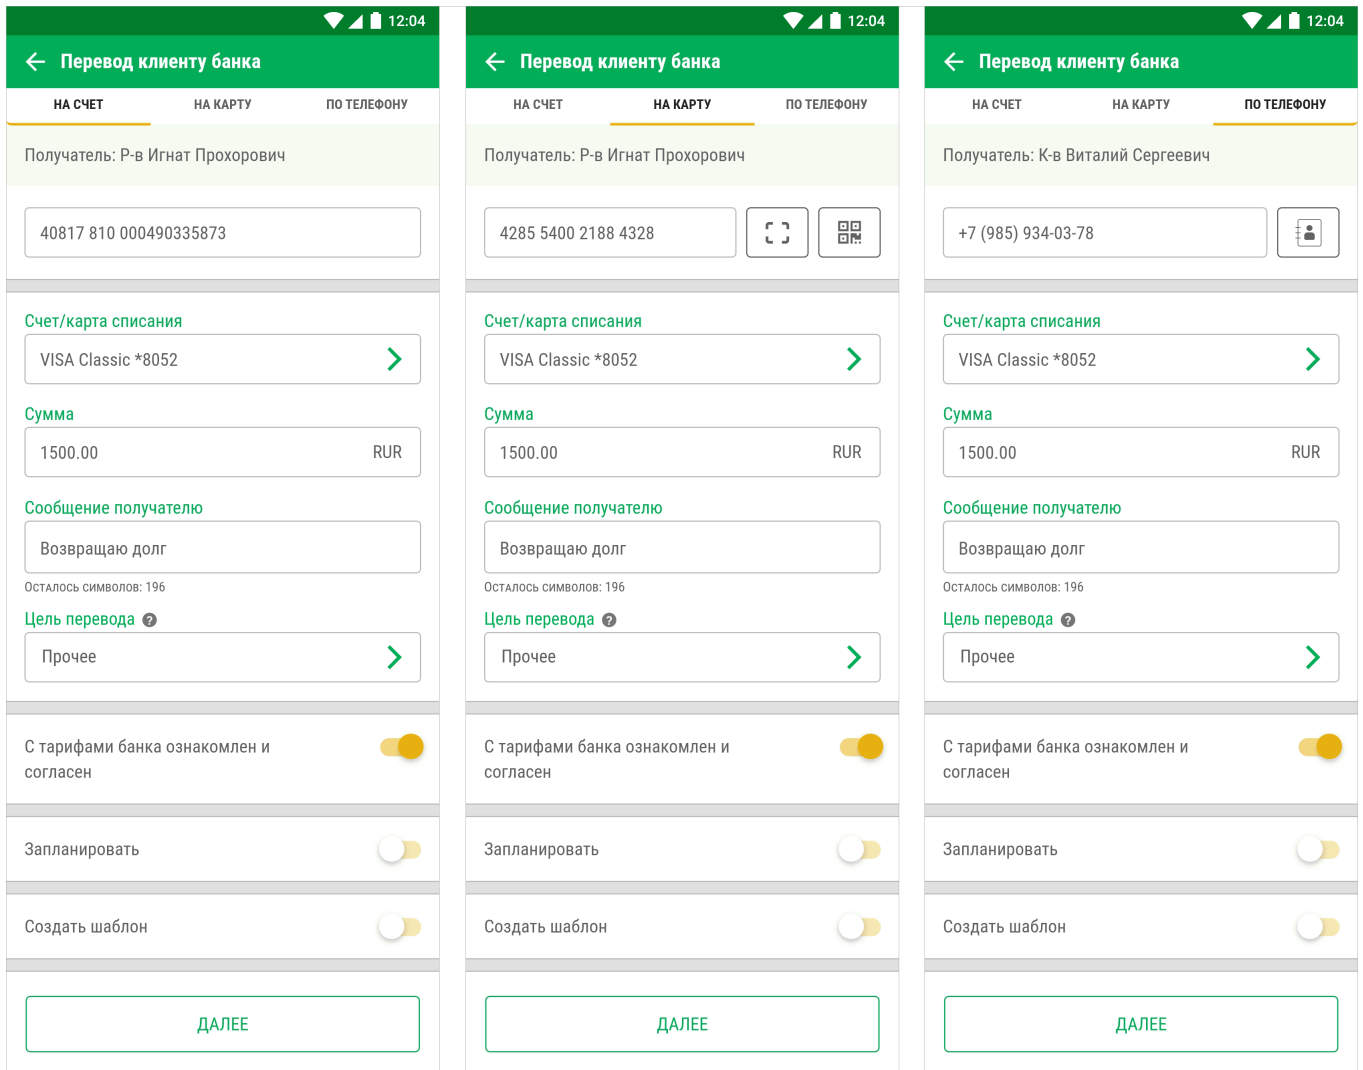 12:04
Перевод клиенту банка
НА СЧЕТ НА КАРТУ ПО ТЕЛЕФОНУ
Получатель: Р-в Игнат Прохорович
40817 810 000490335873
Счет/карта списания
VISA Classic *8052
Сумма
1500.00 RUR
Сообщение получателю
Возвращаю долг
Осталось символов: 196
Цель перевода ?
Прочее
С тарифами банка ознакомлен и
согласен
Запланировать
Создать шаблон
ДАЛЕЕ
12:04
Перевод клиенту банка
НА СЧЕТ НА КАРТУ ПО ТЕЛЕФОНУ
Получатель: Р-в Игнат Прохорович
4285 5400 2188 4328
Счет/карта списания
VISA Classic *8052
Сумма
1500.00 RUR
Сообщение получателю
Возвращаю долг
Осталось символов: 196
Цель перевода ?
Прочее
С тарифами банка ознакомлен и
согласен
Запланировать
Создать шаблон
ДАЛЕЕ
12:04
Перевод клиенту банка
НА СЧЕТ НА КАРТУ ПО ТЕЛЕФОНУ
Получатель: К-в Виталий Сергеевич
+7 (985) 934-03-78
Счет/карта списания
VISA Classic *8052
Сумма
1500.00 RUR
Сообщение получателю
Возвращаю долг
Осталось символов: 196
Цель перевода ?
Прочее
С тарифами банка ознакомлен и
согласен
Запланировать
Создать шаблон
ДАЛЕЕ